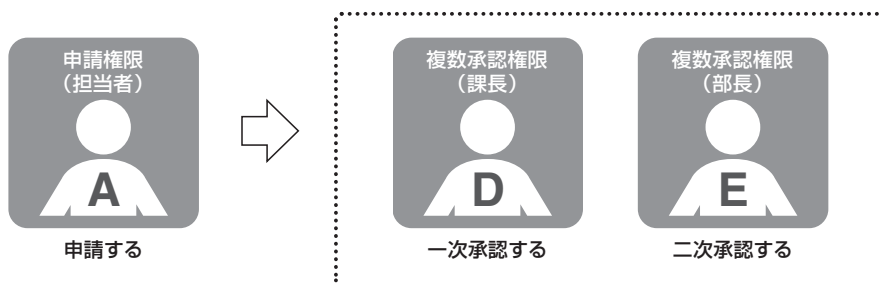 申請権限
（担当者）
A
申請する
複数承認権限
（課長）
D
一次承認する
複数承認権限
（部長）
E
二次承認する